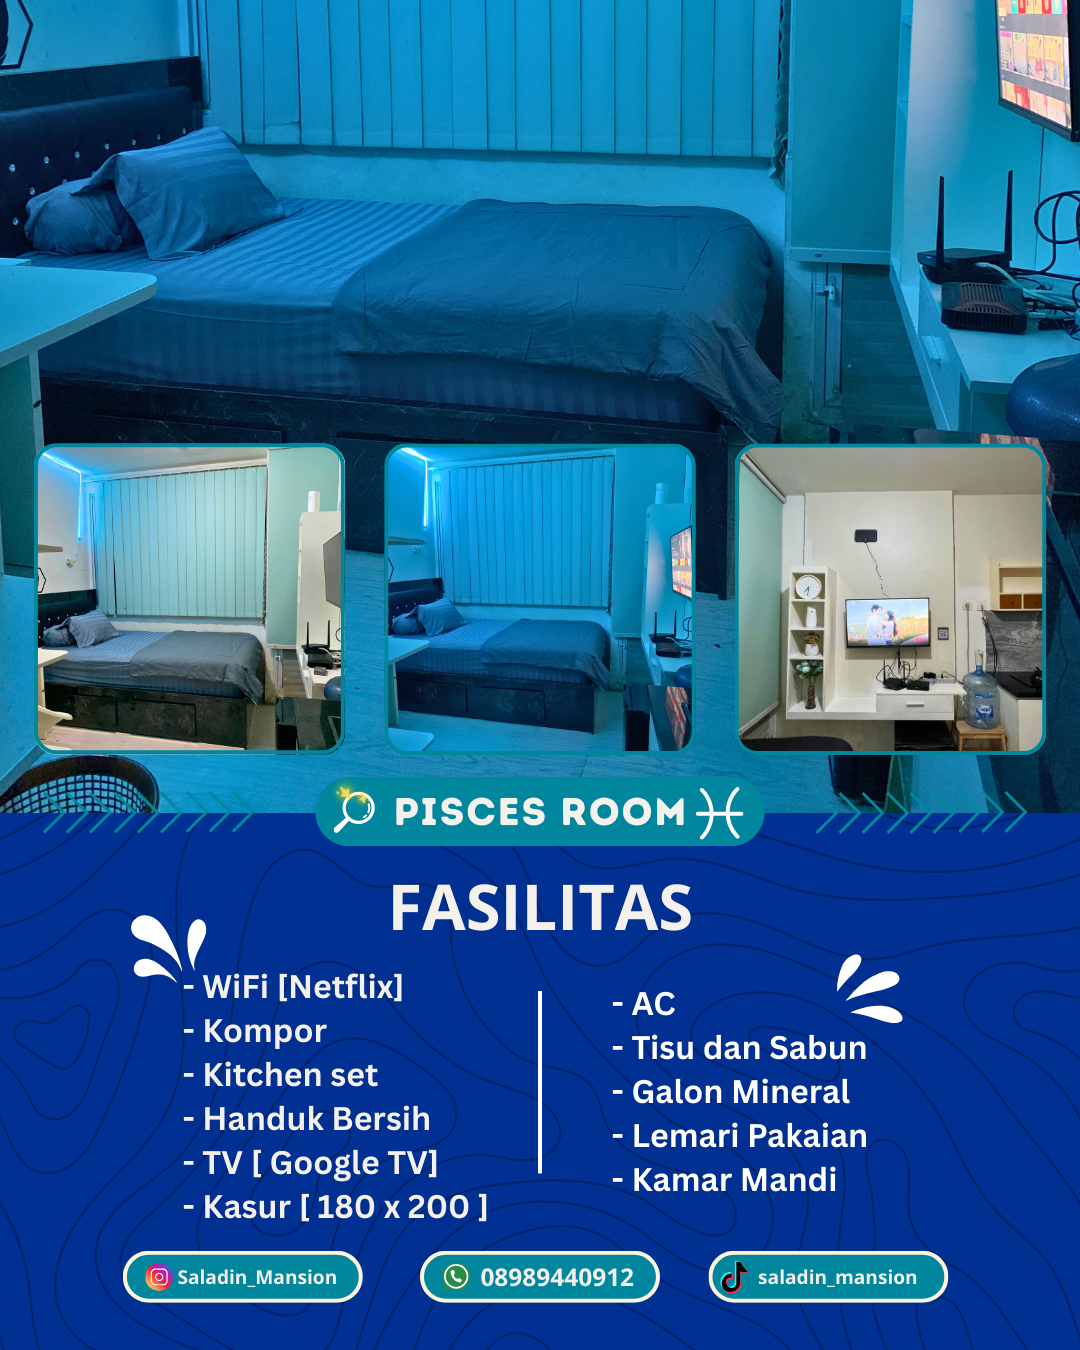 PISCES ROOM
FASILITAS
- WiFi [Netflix]
- Kompor
- Kitchen set
- Handuk Bersih
- TV [ Google TV]
- Kasur [ 180 x 200 ]
- AC
- Tisu dan Sabun
- Galon Mineral
- Lemari Pakaian
- Kamar Mandi
Saladin_Mansion
08989440912
saladin_mansion